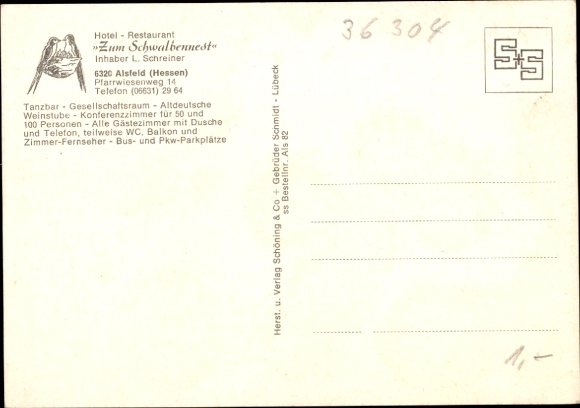 Hotel - Restaurant
»Zum Schwalbennest«
Inhaber L. Schreiner
6320 Alsfeld (Hessen)
Pfarrwiesenweg 14
Telefon (06631) 29 64
Tanzbar - Gesellschaftsraum - Altdeutsche
Weinstube - Konferenzzimmer für 50 und
100 Personen - Alle Gästezimmer mit Dusche
und Telefon, teilweise WC, Balkon und
Zimmer-Fernseher - Bus- und Pkw-Parkplätze
Herst. u. Verlag Schöning & Co + Gebrüder Schmidt - Lübeck
ss Bestellnr. Als 82
36 304
S+S
1,-